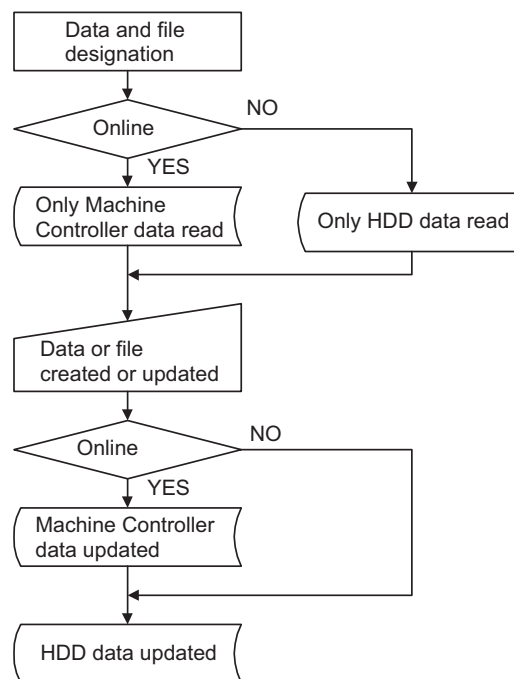 Data and file
designation
Online
NO
YES
Only Machine
Controller data read
Only HDD data read
Data or file
created or updated
Online
NO
YES
Machine Controller
data updated
HDD data updated